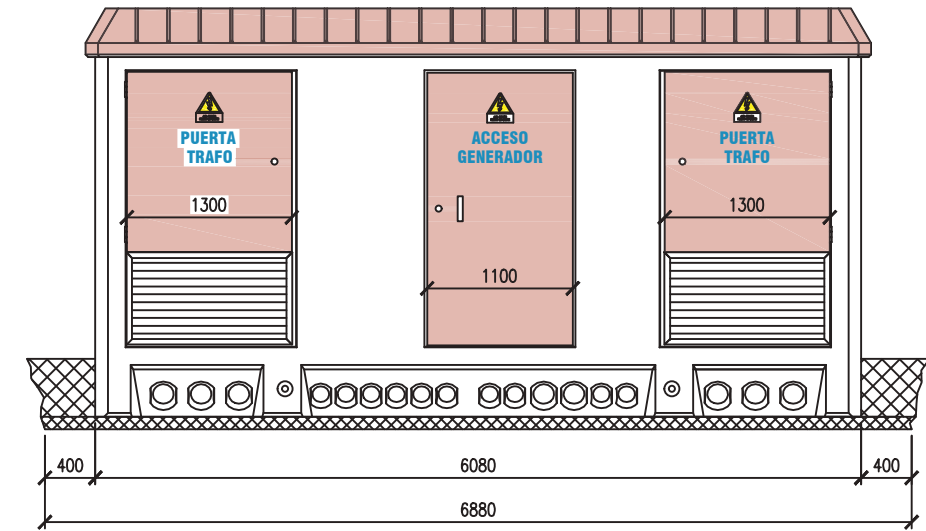 PUERTA
TRAFO
ACCESO
GENERADOR
PUERTA
TRAFO
1300
1300
1100
400
6080
400
6880